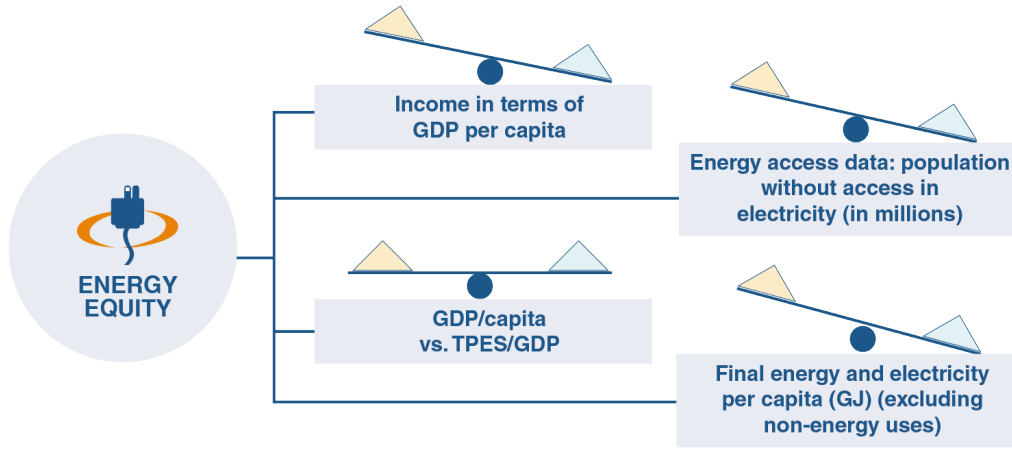 Income in terms of
GDP per capita
Energy access data: population
without access in
electricity (in millions)
ENERGY
EQUITY
GDP/capita
vs. TPES/GDP
Final energy and electricity
per capita (GJ) (excluding
non-energy uses)